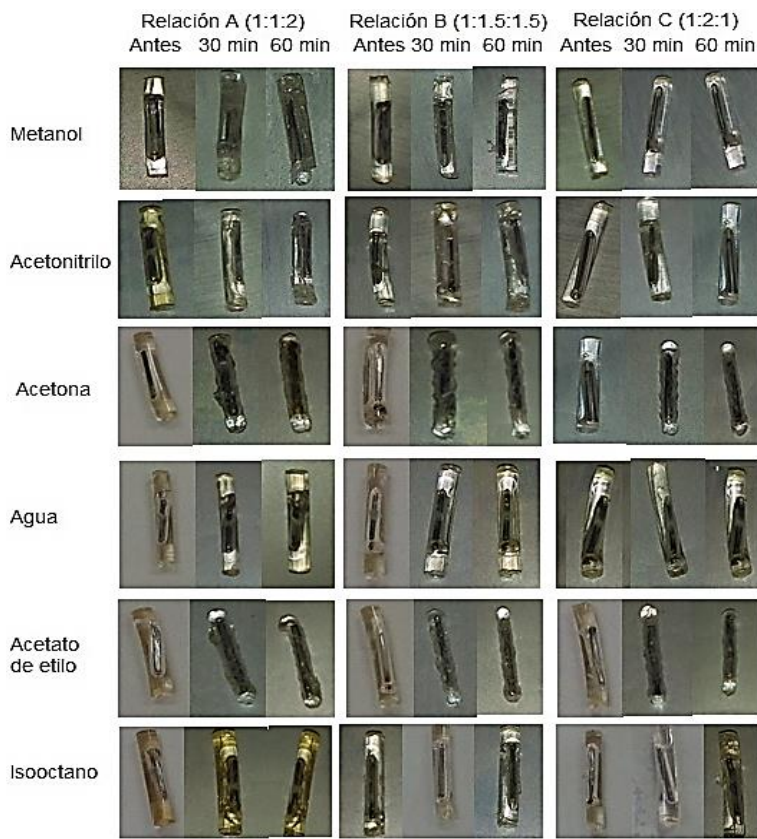 Relación A (1:1:2) Relación B (1:1.5:1.5) Relación C (1:2:1)
Antes 30 min 60 min Antes 30 min 60 min Antes 30 min 60 min
Metanol
Acetonitrilo
Acetona
Agua
Acetato
de etilo
Isooctano